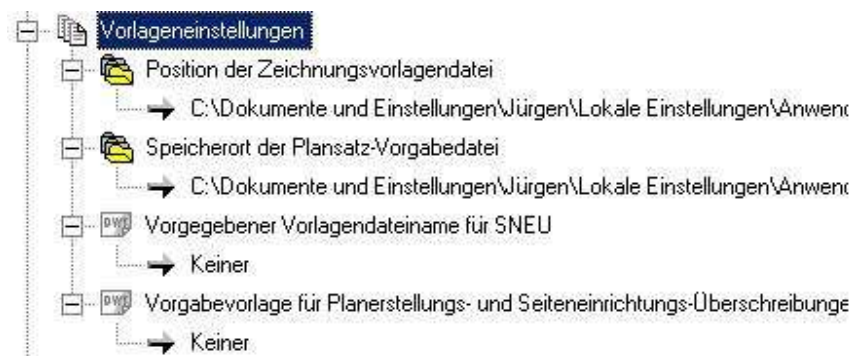 Vorlageneinstellungen
Position der Zeichnungsvorlagendatei
C:\Dokumente und Einstellungen\Jürgen\Lokale Einstellungen\Anwend
Speicherort der Plansatz-Vorgabedatei
C:\Dokumente und Einstellungen\Jürgen\Lokale Einstellungen\Anwend
Vorgegebener Vorlagendateiname für SNEU
Keiner
Vorgabevorlage für Planerstellungs- und Seiteneinrichtungs-Überschreibunge
Keiner